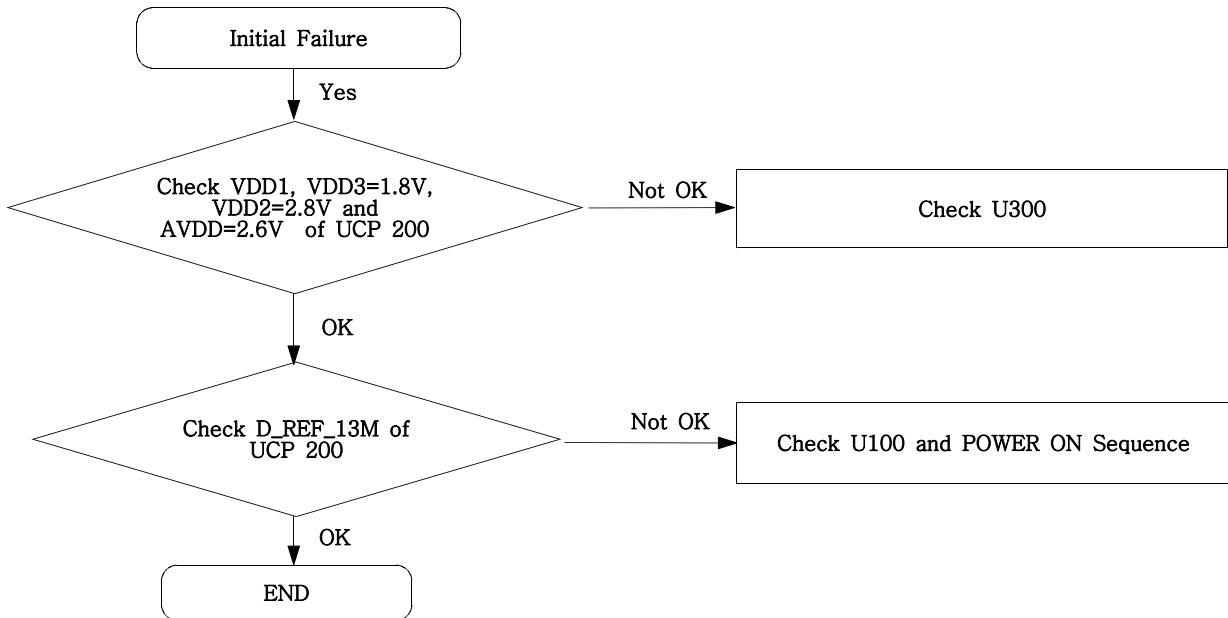 Initial Failure
Yes
Check VDD1, VDD3=1.8V,
VDD2=2.8V and
AVDD=2.6V of UCP 200
Not OK
Check U300
OK
Check D_REF_13M of
UCP 200
Not OK
Check U100 and POWER ON Sequence
OK
END